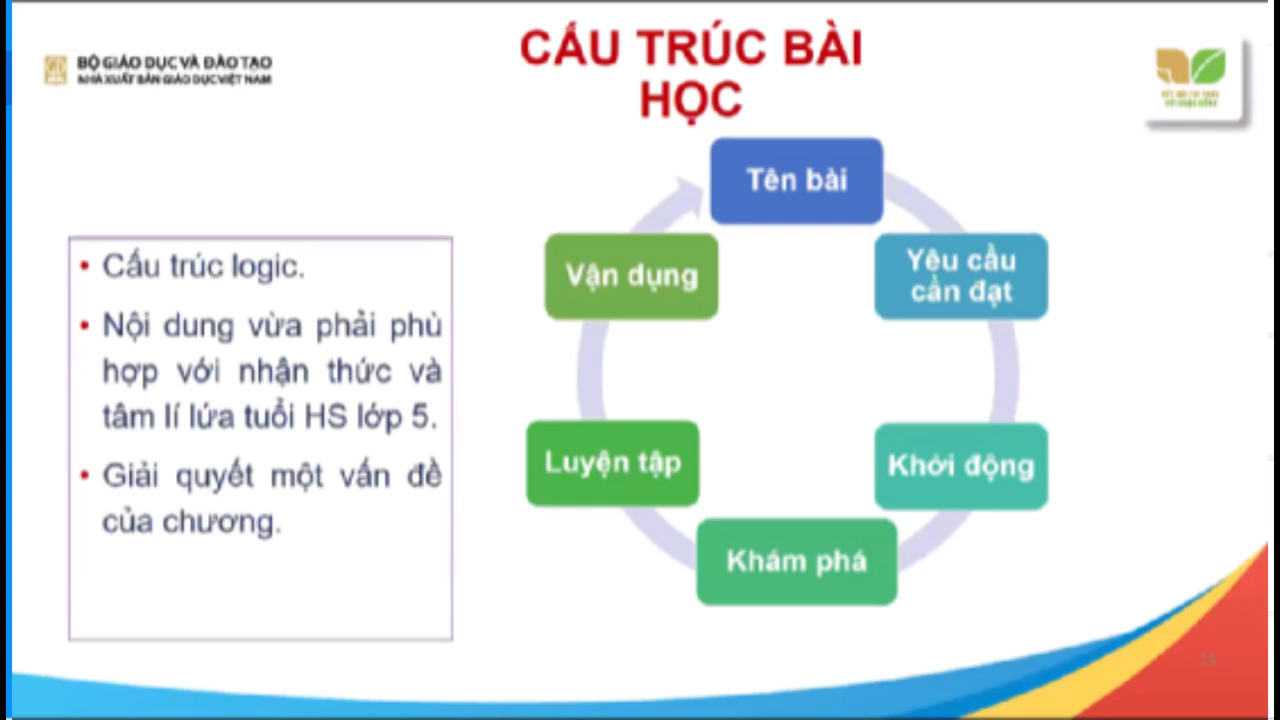 BỘ GIÁO DỤC VÀ ĐÀO TẠO
NHÀ XUẤT BẢN GIÁO DỤC VIỆT NAM
CẤU TRÚC BÀI
HỌC
• Cấu trúc logic.
• Nội dung vừa phải phù
hợp với nhận thức và
tâm lí lứa tuổi HS lớp 5.
• Giải quyết một vấn đề
của chương.
Tên bài
Yêu cầu
cần đạt
Khởi động
Khám phá
Luyện tập
Vận dụng